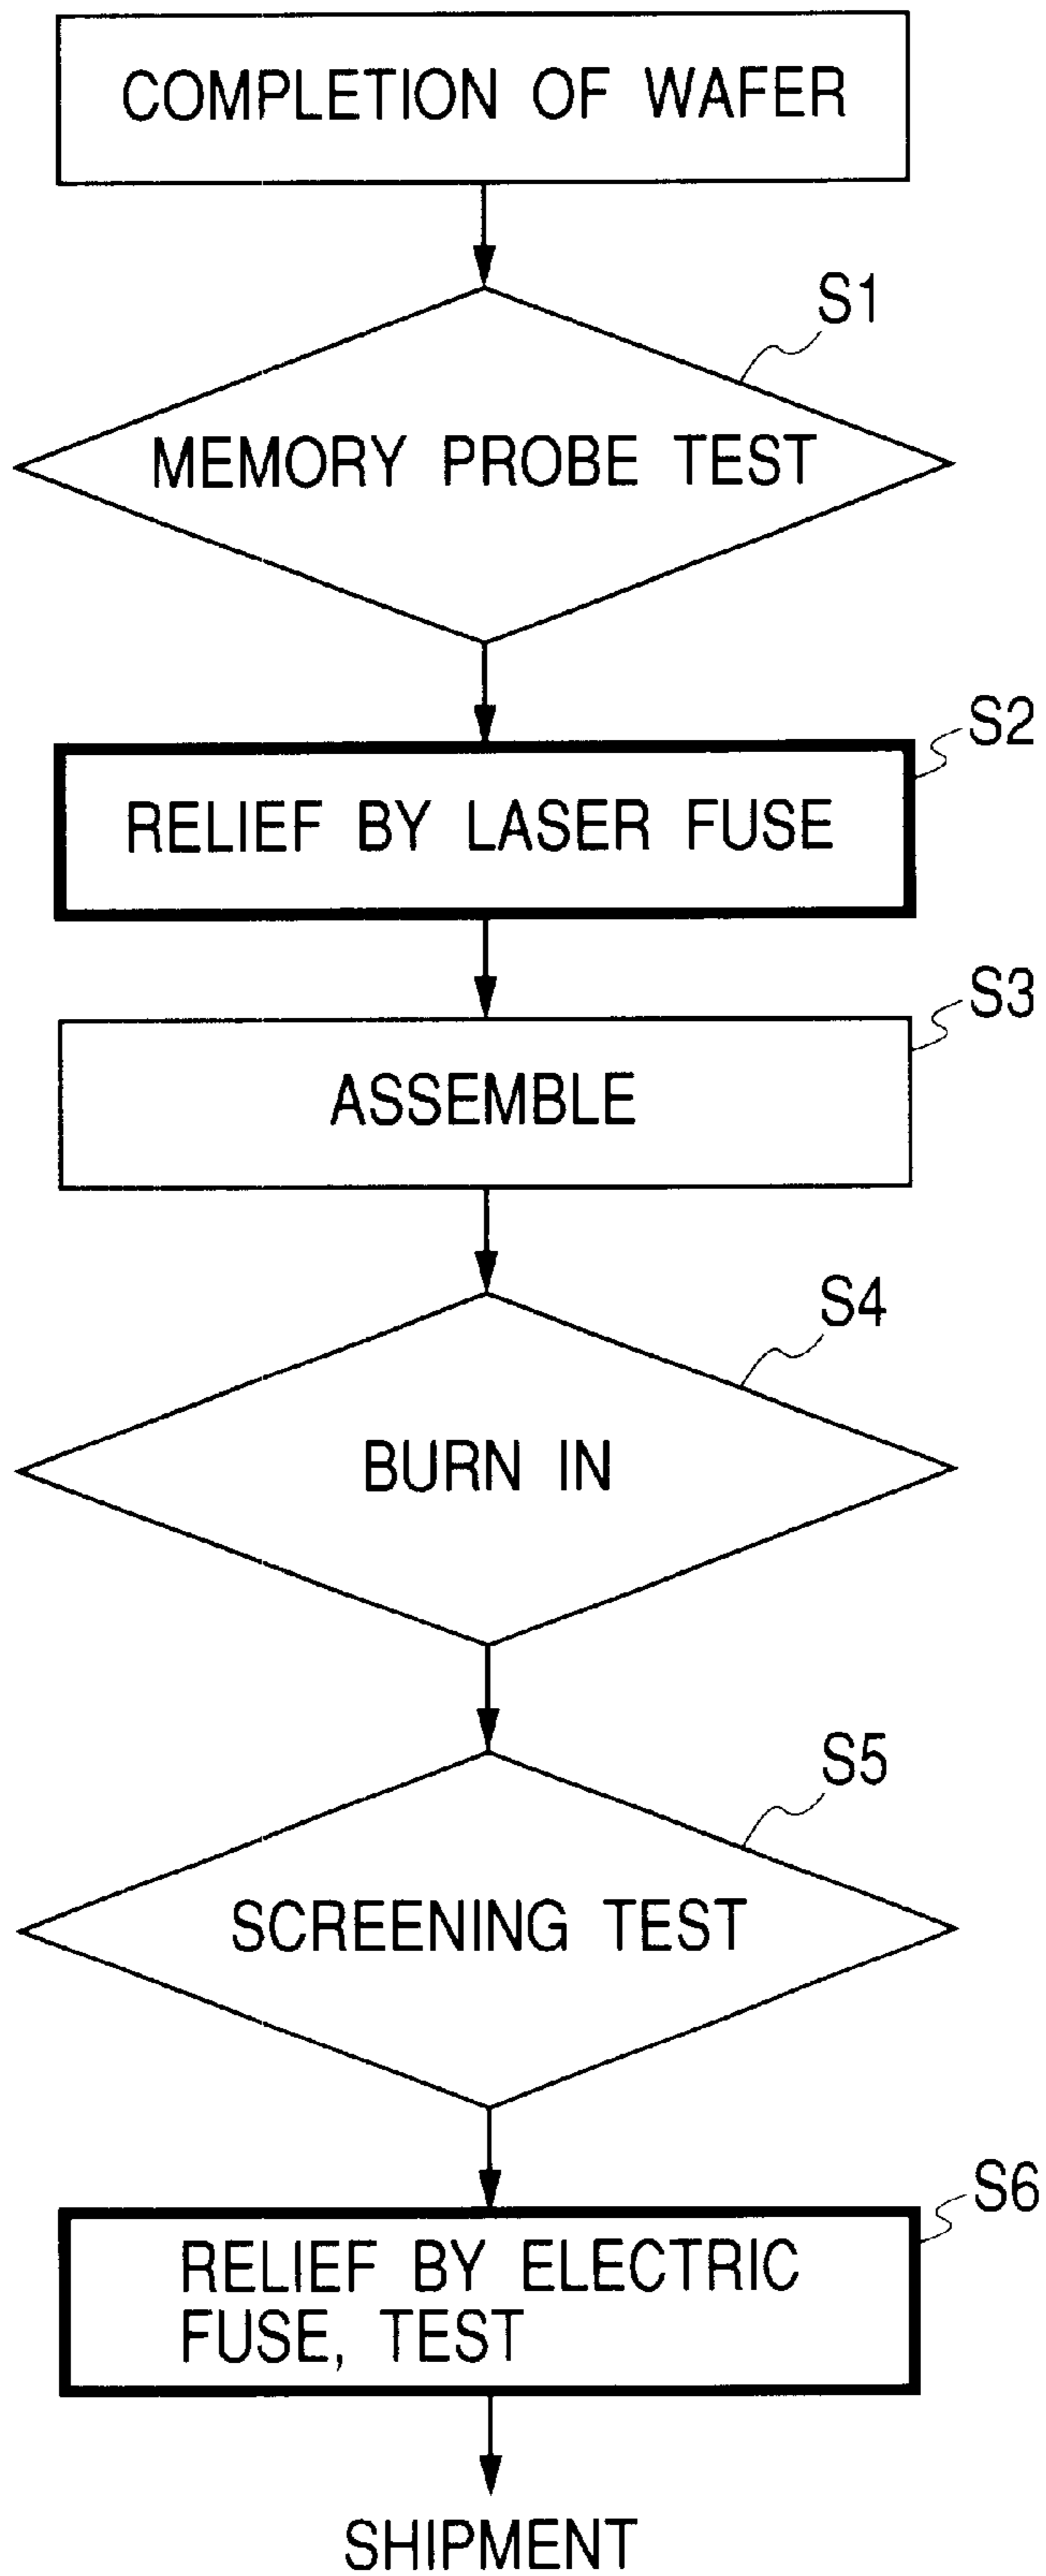 COMPLETION OF WAFER
S1
MEMORY PROBE TEST
S2
RELIEF BY LASER FUSE
S3
ASSEMBLE
S4
BURN IN
S5
SCREENING TEST
S6
RELIEF BY ELECTRIC
FUSE, TEST
SHIPMENT